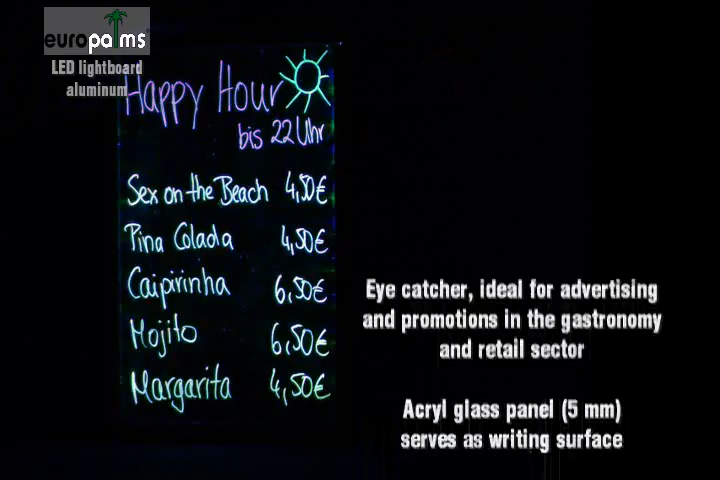 europalms®
LED lightboard
aluminum
Happy Hour
bis 22 Uhr
Sex on the Beach 4,50€
Pina Colada 4,50€
Caipirinha 6,50€
Mojito 6,50€
Margarita 4,50€
Eye catcher, ideal for advertising
and promotions in the gastronomy
and retail sector
Acryl glass panel (5 mm)
serves as writing surface